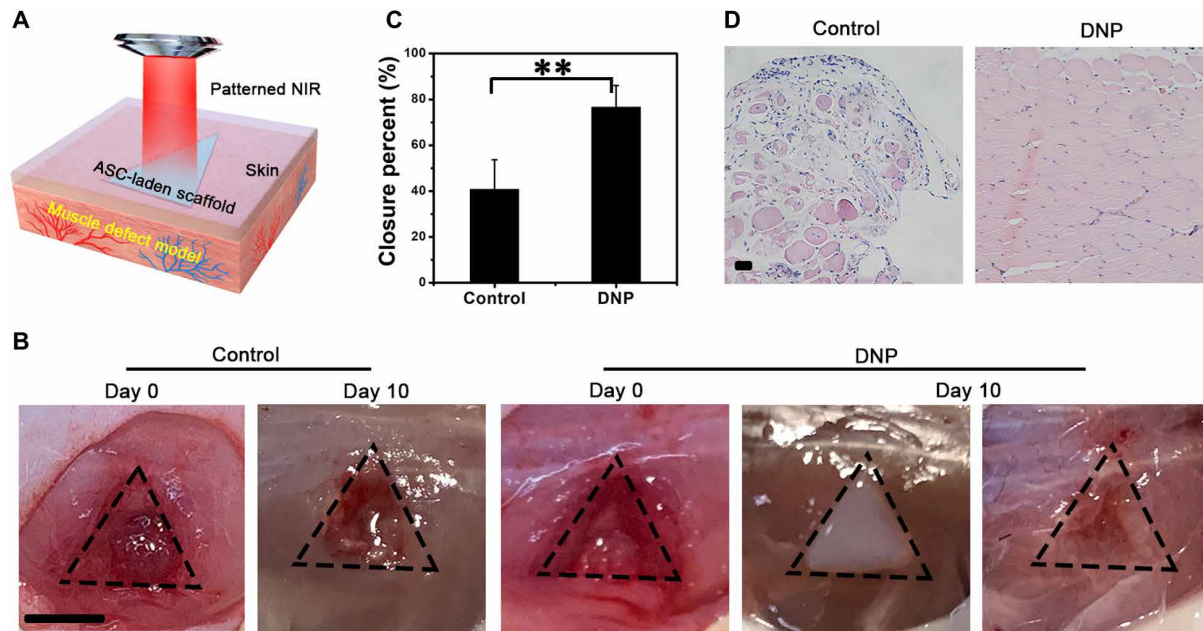 A
Patterned NIR
ASC-laden scaffold
Skin
Muscle defect model
C
Closure percent (%)
100
80
60
40
20
0
**
Control
DNP
D
Control
DNP
B
Control
DNP
Day 0
Day 10
Day 0
Day 10